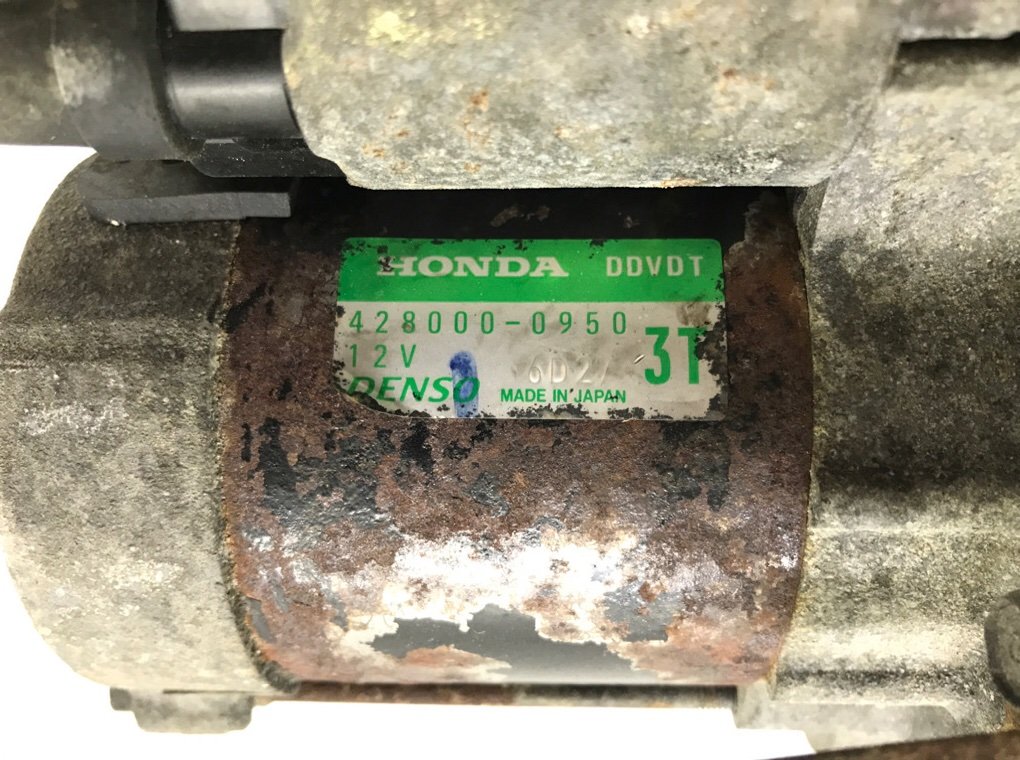 HONDA DDVDT
428000-0950
12V 3T
DENSO MADE IN JAPAN